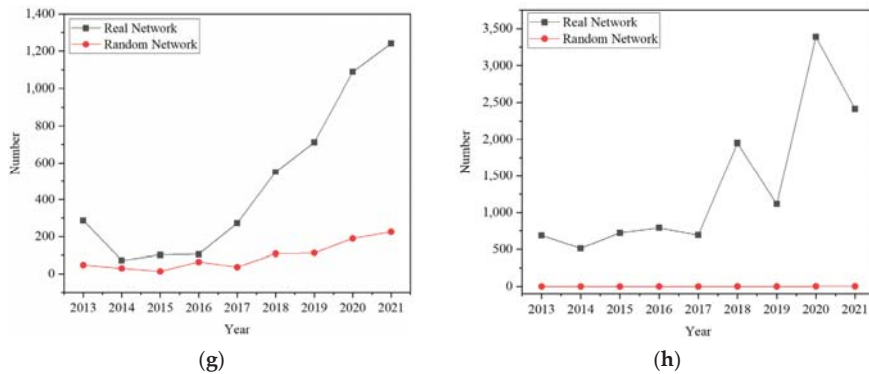 1,400
1,200
1,000
800
600
400
200
0
Number
Real Network
Random Network
2013 2014 2015 2016 2017 2018 2019 2020 2021
Year
(g)
3,500
3,000
2,500
2,000
1,500
1,000
500
0
Number
Real Network
Random Network
2013 2014 2015 2016 2017 2018 2019 2020 2021
Year
(h)